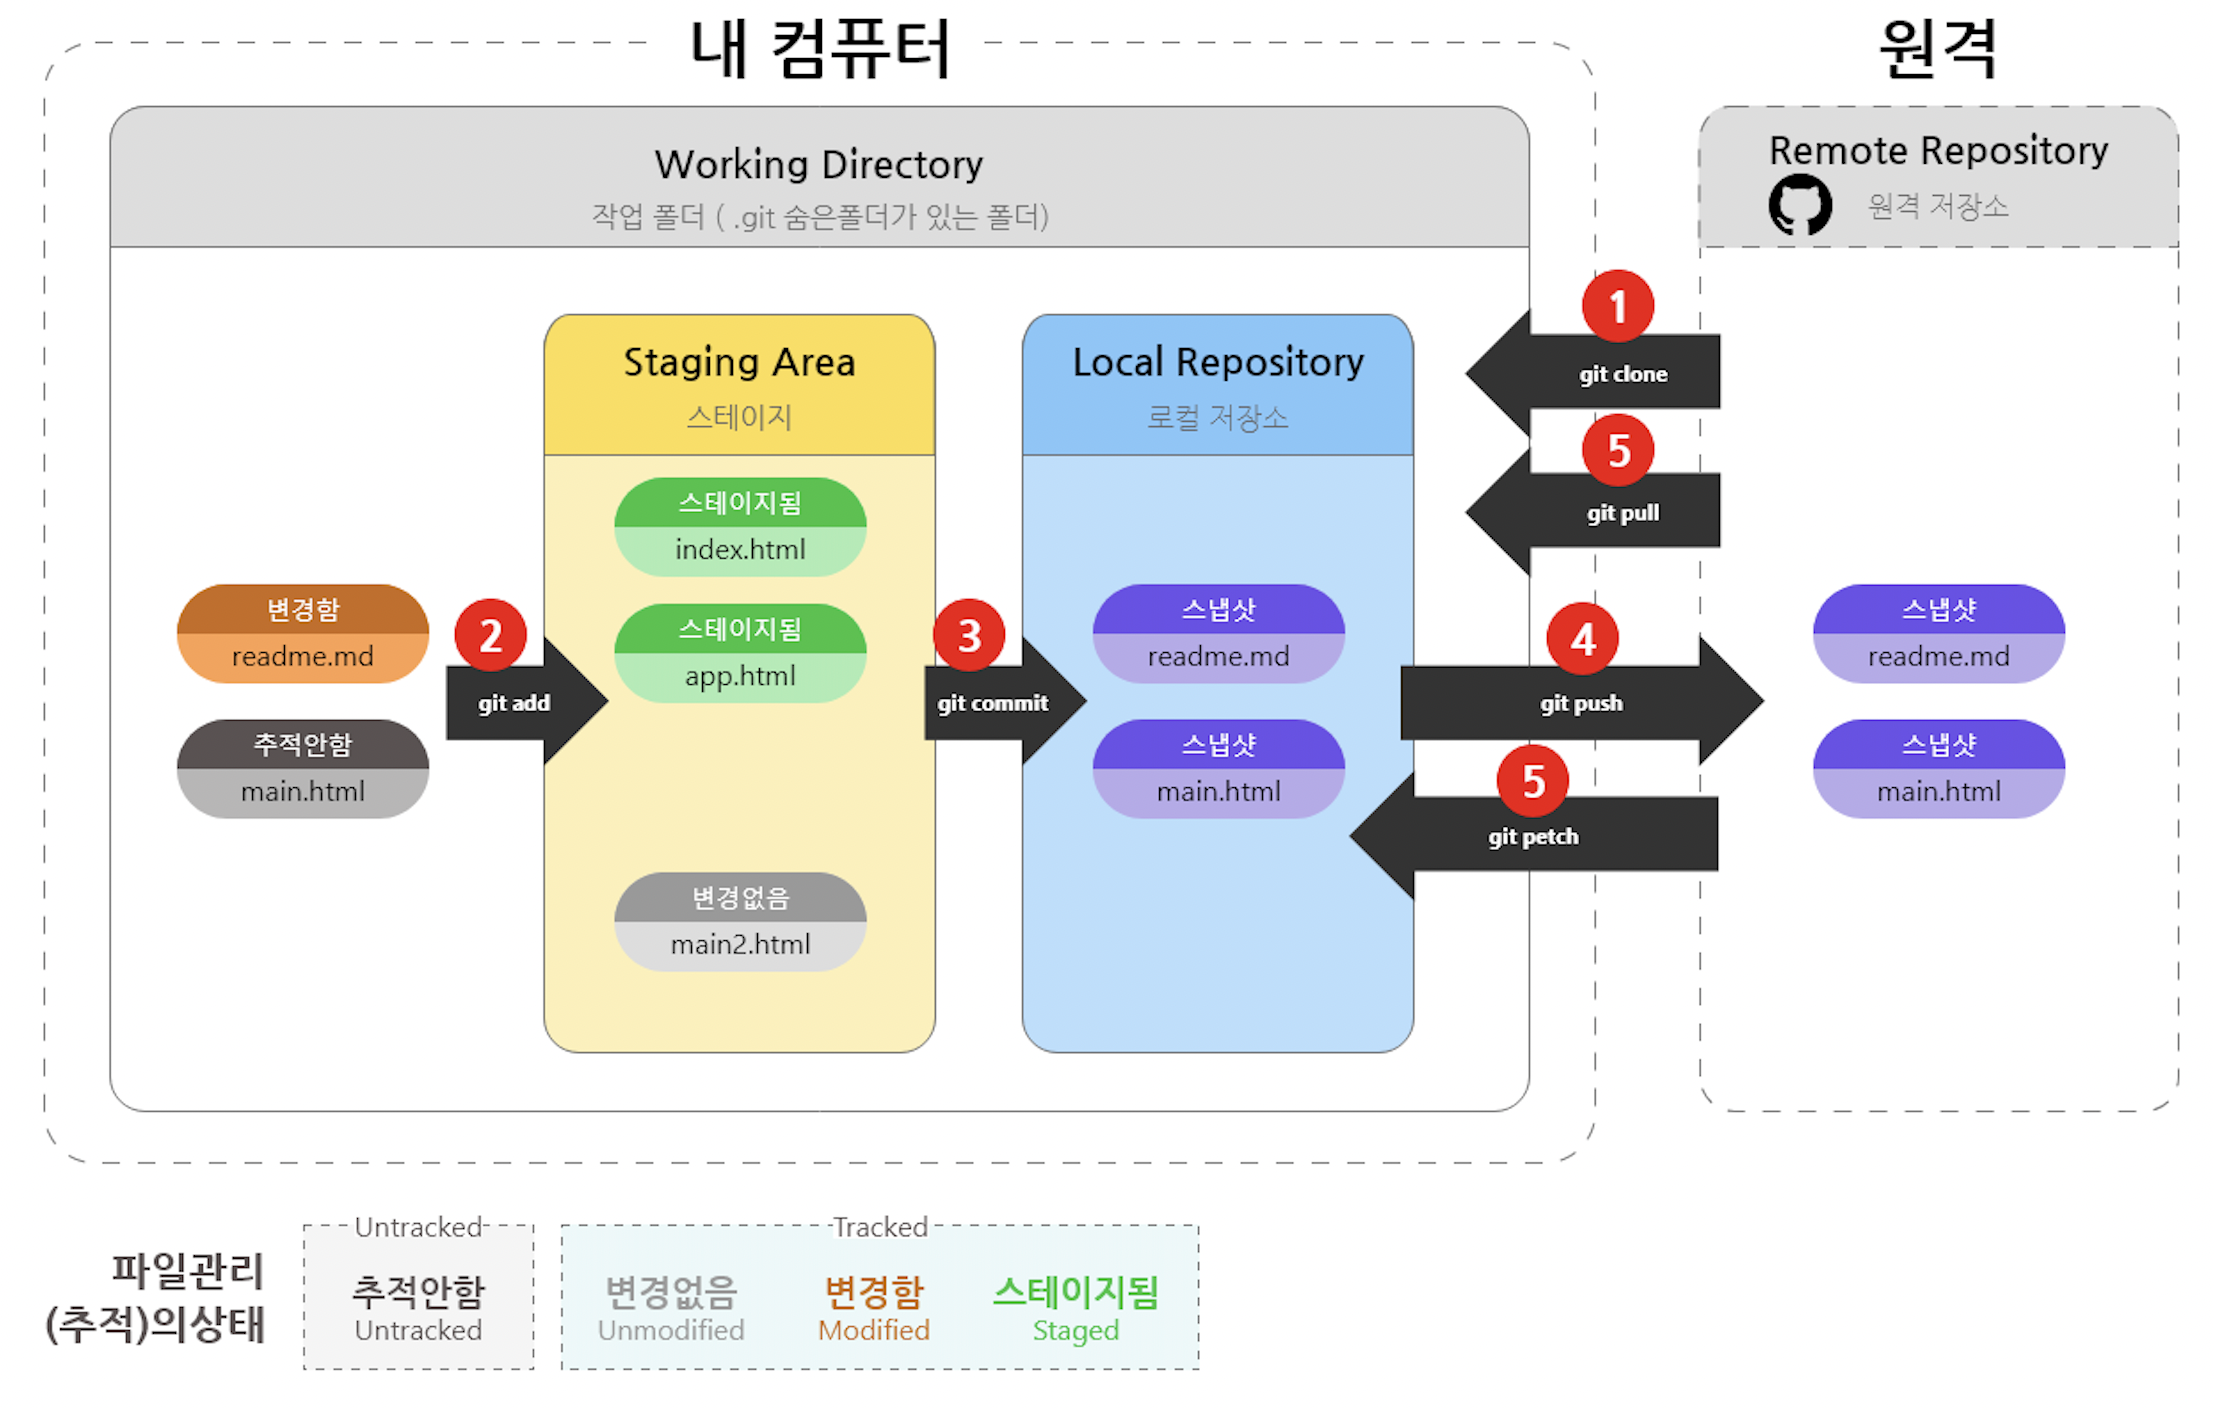 내 컴퓨터
원격
Working Directory
작업 폴더 ( .git 숨은폴더가 있는 폴더)
Remote Repository
원격 저장소
Staging Area
스테이지
Local Repository
로컬 저장소
1
git clone
5
git pull
스테이지됨
index.html
스테이지됨
app.html
변경없음
main2.html
변경함
readme.md
추적안함
main.html
2
git add
3
git commit
스냅샷
readme.md
스냅샷
main.html
4
git push
5
git petch
스냅샷
readme.md
스냅샷
main.html
파일관리
(추적)의상태
Untracked
추적안함
Untracked
Tracked
변경없음
Unmodified
변경함
Modified
스테이지됨
Staged